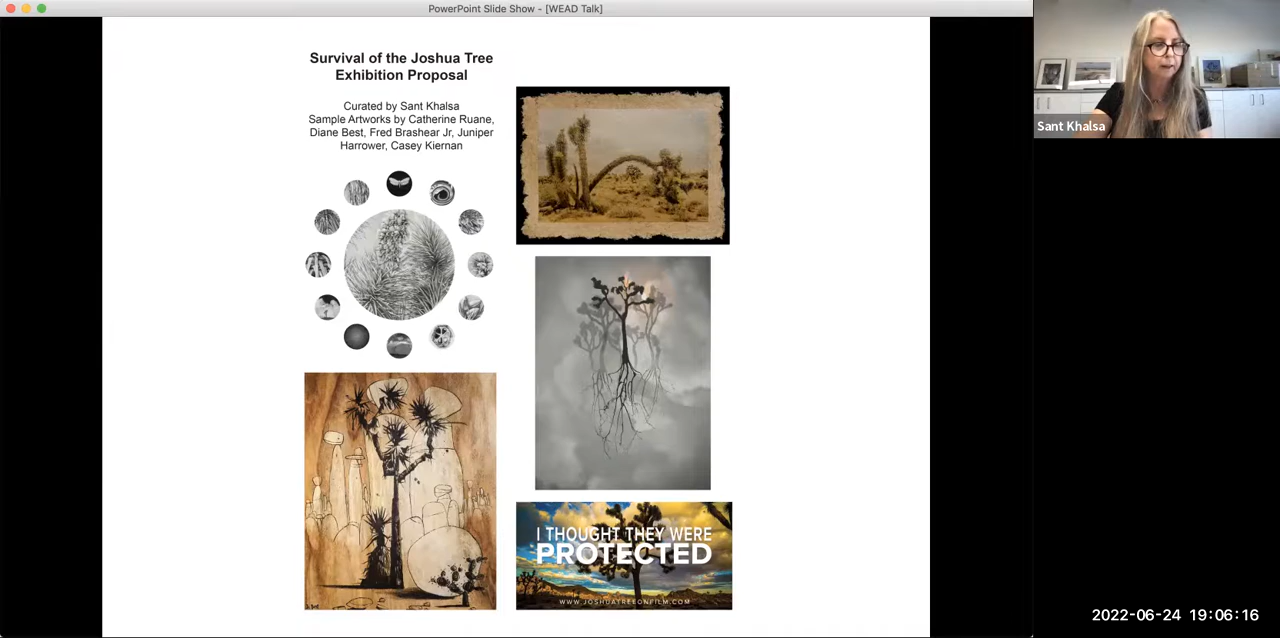 PowerPoint Slide Show - [WEAD Talk]
Survival of the Joshua Tree
Exhibition Proposal
Curated by Sant Khalsa
Sample Artworks by Catherine Ruane,
Diane Best, Fred Brashear Jr, Juniper
Harrower, Casey Kiernan
I THOUGHT THEY WERE
PROTECTED
WWW.JOSHUATREEONFILM.COM
Sant Khalsa
2022-06-24 19:06:16